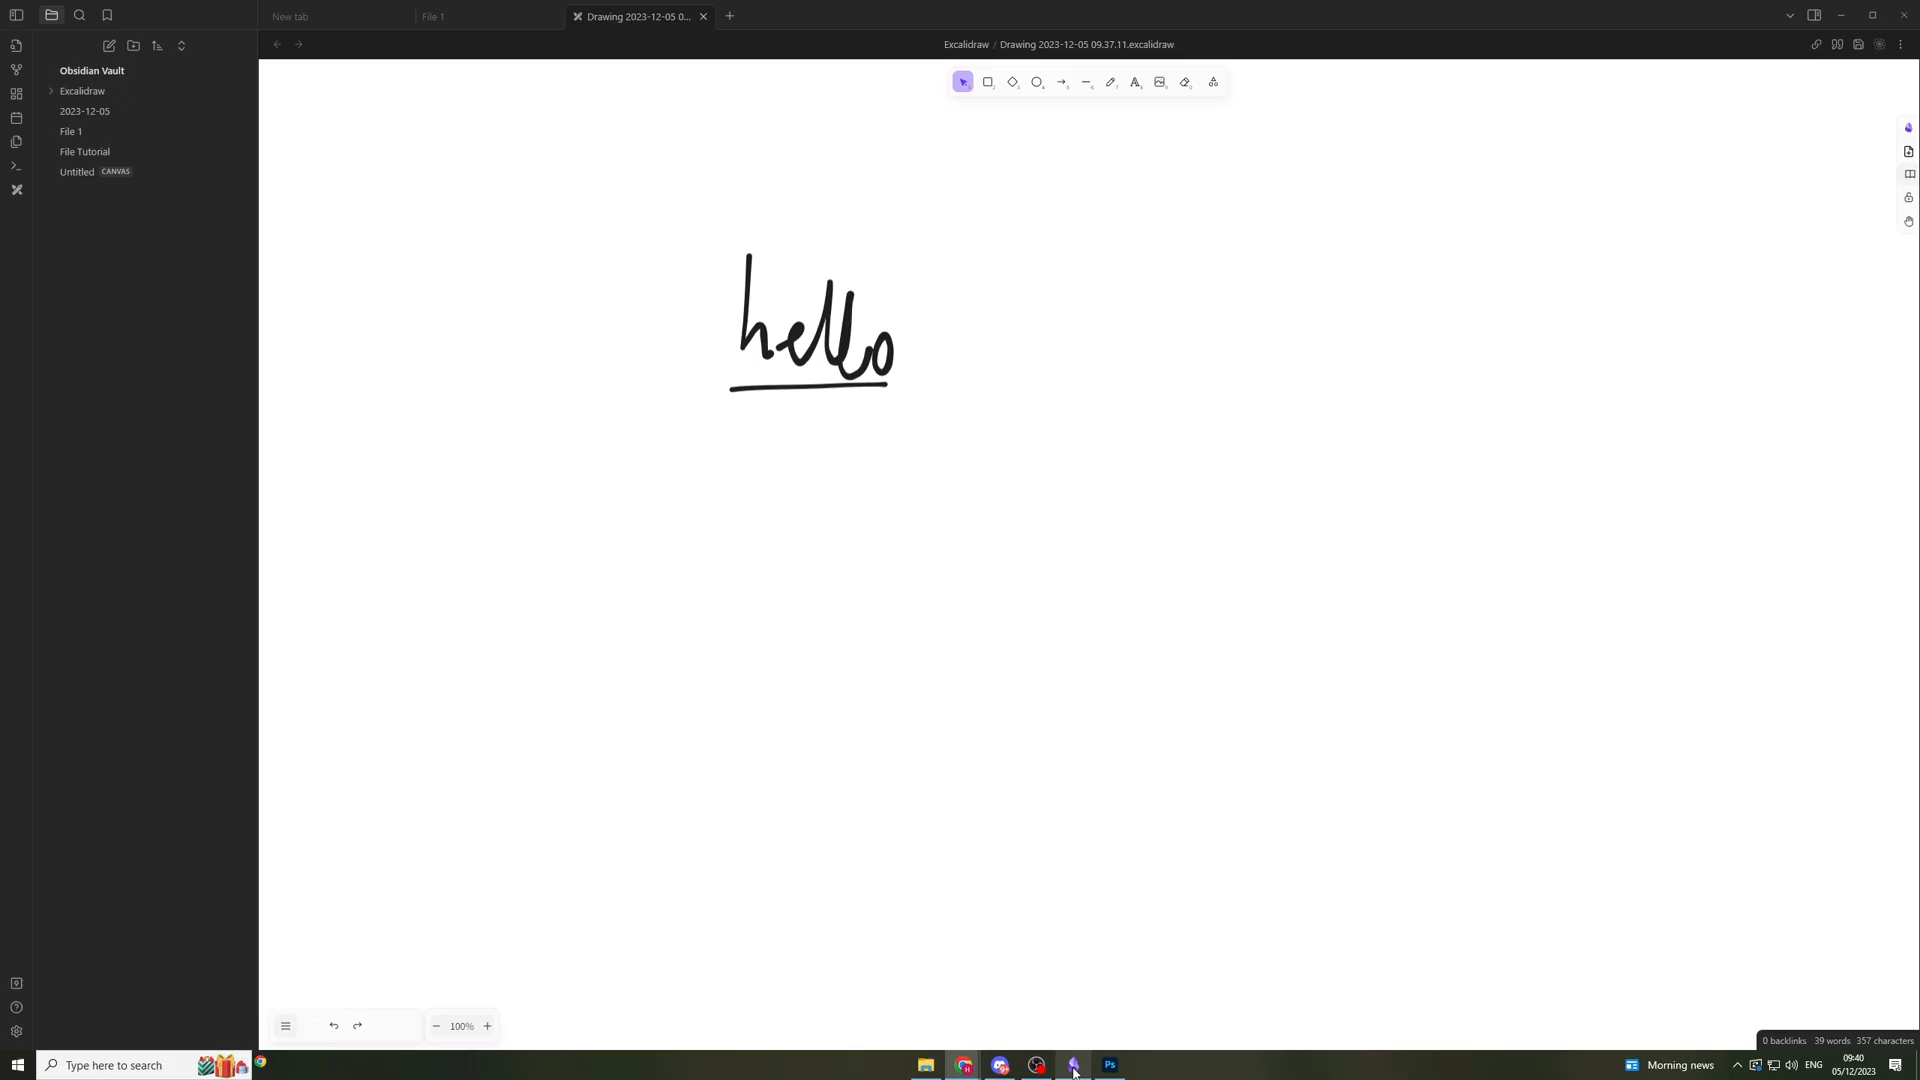 New tab
File 1
Drawing 2023-12-05 0...
Excalidraw / Drawing 2023-12-05 09.37.11.excalidraw
Obsidian Vault
Excalidraw
2023-12-05
File 1
File Tutorial
Untitled CANVAS
hello
100%
0 backlinks 39 words 357 characters
Type here to search
Ps
Morning news
ENG
09:40
05/12/2023